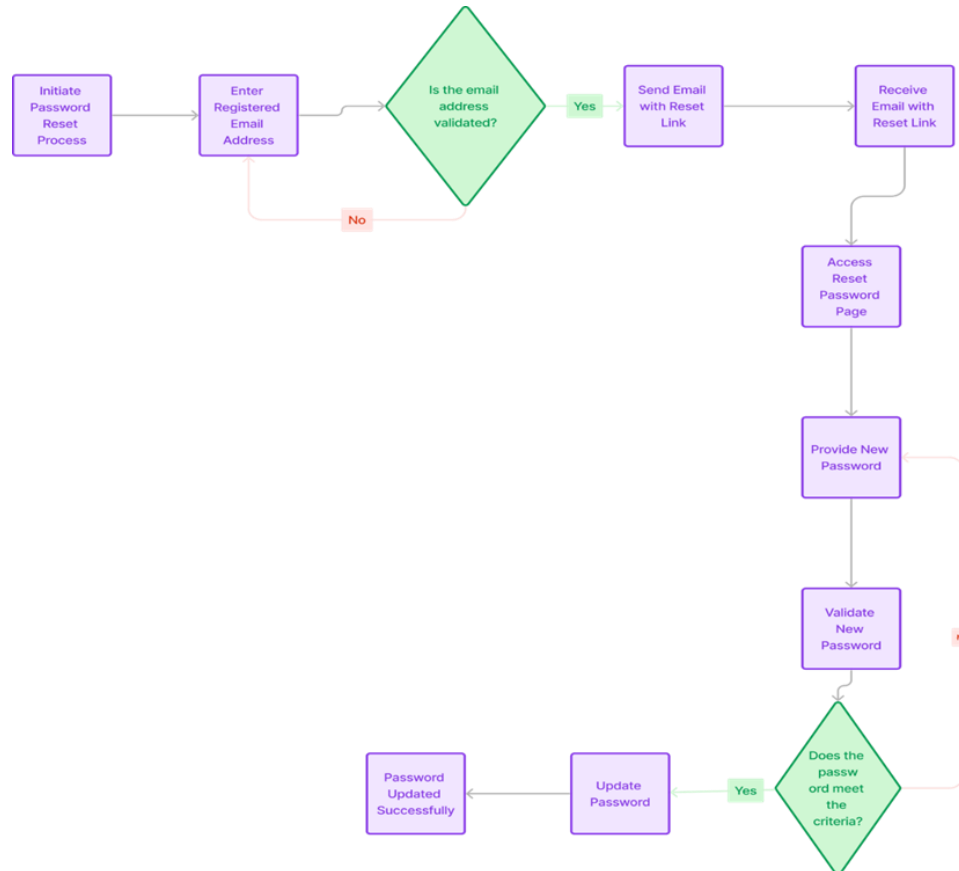 Initiate
Password
Reset
Process
Enter
Registered
Email
Address
Is the email
address
validated?
Yes
Send Email
with Reset
Link
Receive
Email with
Reset Link
No
Access
Reset
Password
Page
Provide New
Password
Validate
New
Password
Does the
passw
ord meet
the
criteria?
Yes
Update
Password
Password
Updated
Successfully